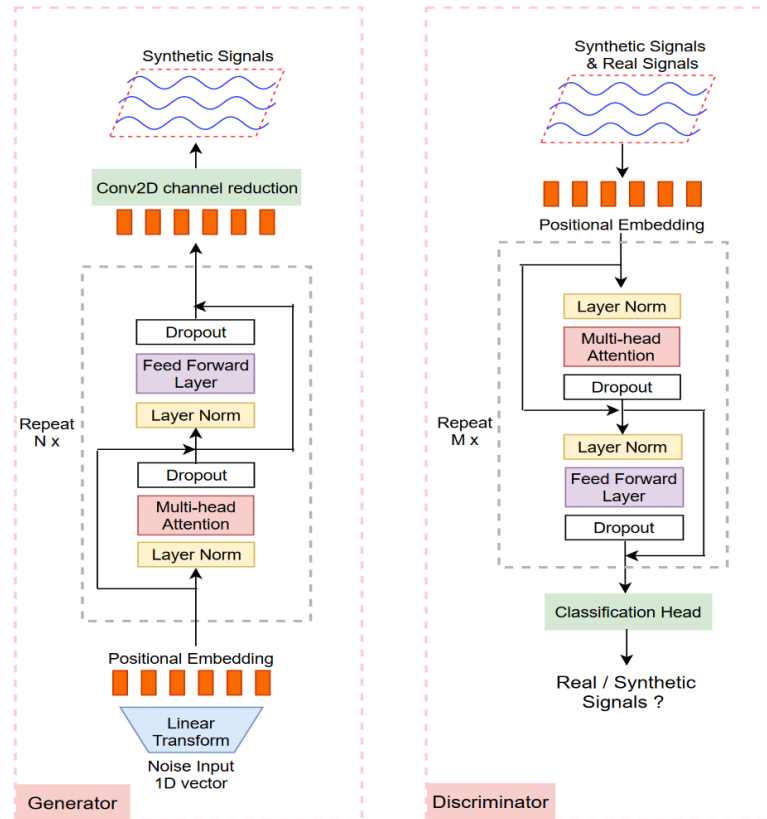 Synthetic Signals
Conv2D channel reduction
Dropout
Feed Forward
Layer
Layer Norm
Repeat
N x
Dropout
Multi-head
Attention
Layer Norm
Positional Embedding
Linear
Transform
Noise Input
1D vector
Generator
Synthetic Signals
& Real Signals
Positional Embedding
Layer Norm
Multi-head
Attention
Dropout
Repeat
M x
Layer Norm
Feed Forward
Layer
Dropout
Classification Head
Real / Synthetic
Signals ?
Discriminator